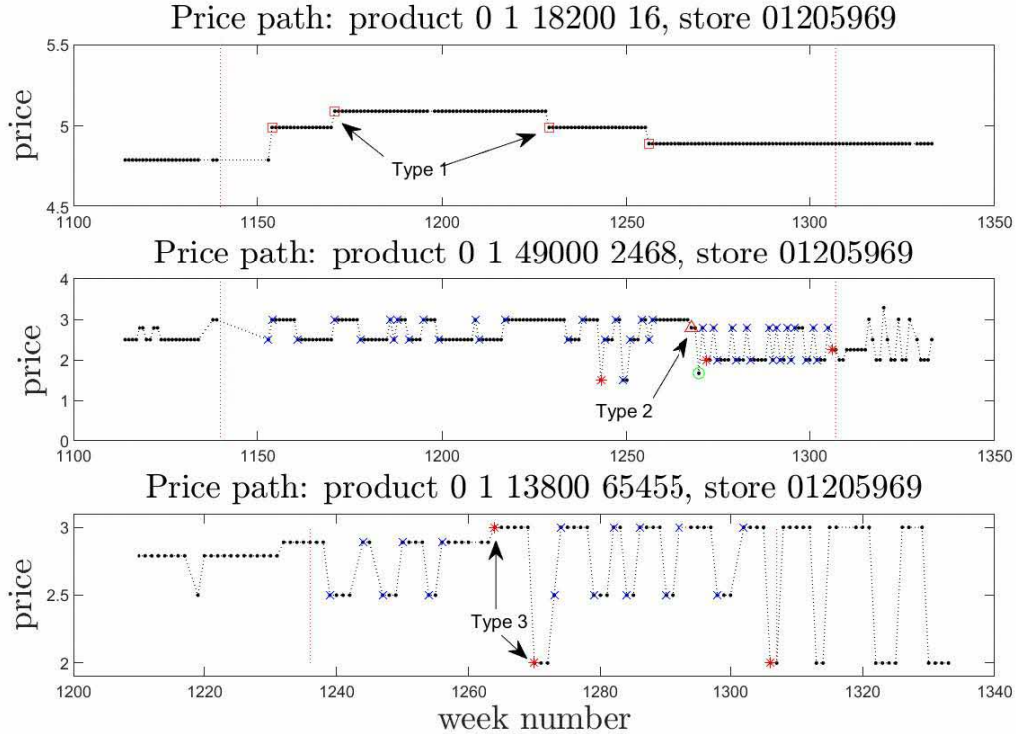 Price path: product 0 1 18200 16, store 01205969
5.5
5
4.5
price
Type 1
1100 1150 1200 1250 1300 1350
Price path: product 0 1 49000 2468, store 01205969
4
3
2
1
0
price
Type 2
1100 1150 1200 1250 1300 1350
Price path: product 0 1 13800 65455, store 01205969
3
2.5
2
price
Type 3
1200 1220 1240 1260 1280 1300 1320 1340
week number